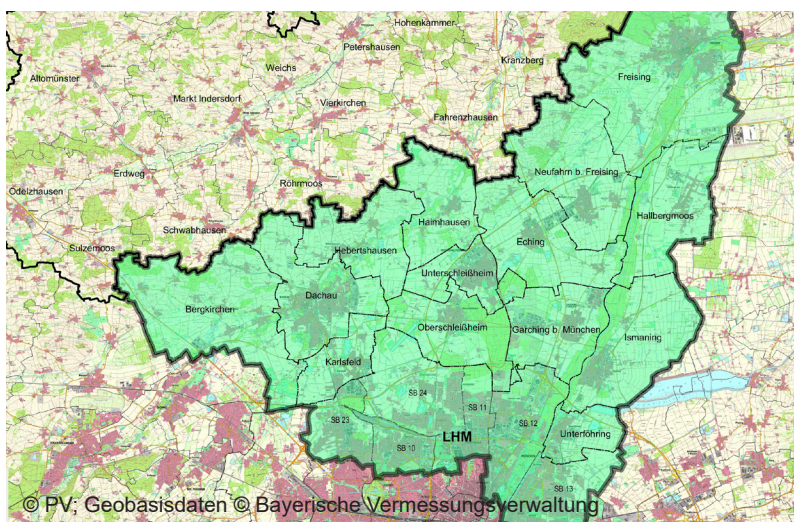 Hohenkammer
Petershausen
Kranzberg
Altomünster
Weichs
Freising
Markt Indersdorf
Vierkirchen
Fahrenzhausen
Erdweg
Neufahrn b. Freising
Odelzhausen
Röhrmoos
Hallbergmoos
Schwabhausen
Haimhausen
Sulzemoos
Hebertshausen
Eching
Unterschleißheim
Dachau
Bergkirchen
Oberschleißheim
Garching b. München
Ismaning
Karlsfeld
SB 24
SB 11
SB 23
SB 12
LHM
Unterföhring
SB 10
SB 13
© PV; Geobasisdaten © Bayerische Vermessungsverwaltung